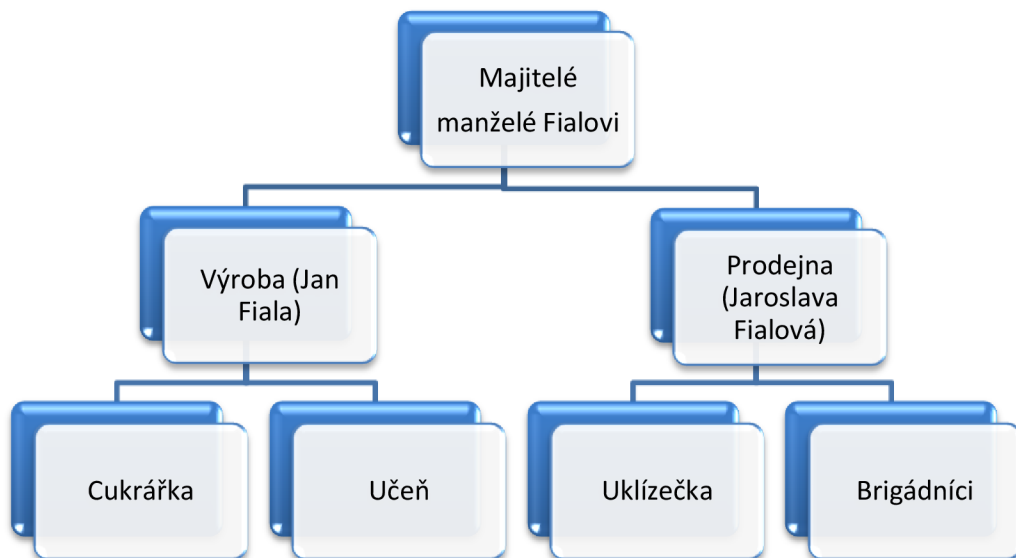 Majitelé
manželé Fialovi
Výroba (Jan
Fiala)
Prodejna
(Jaroslava
Fialová)
Cukrářka
Učeň
Uklízečka
Brigádníci